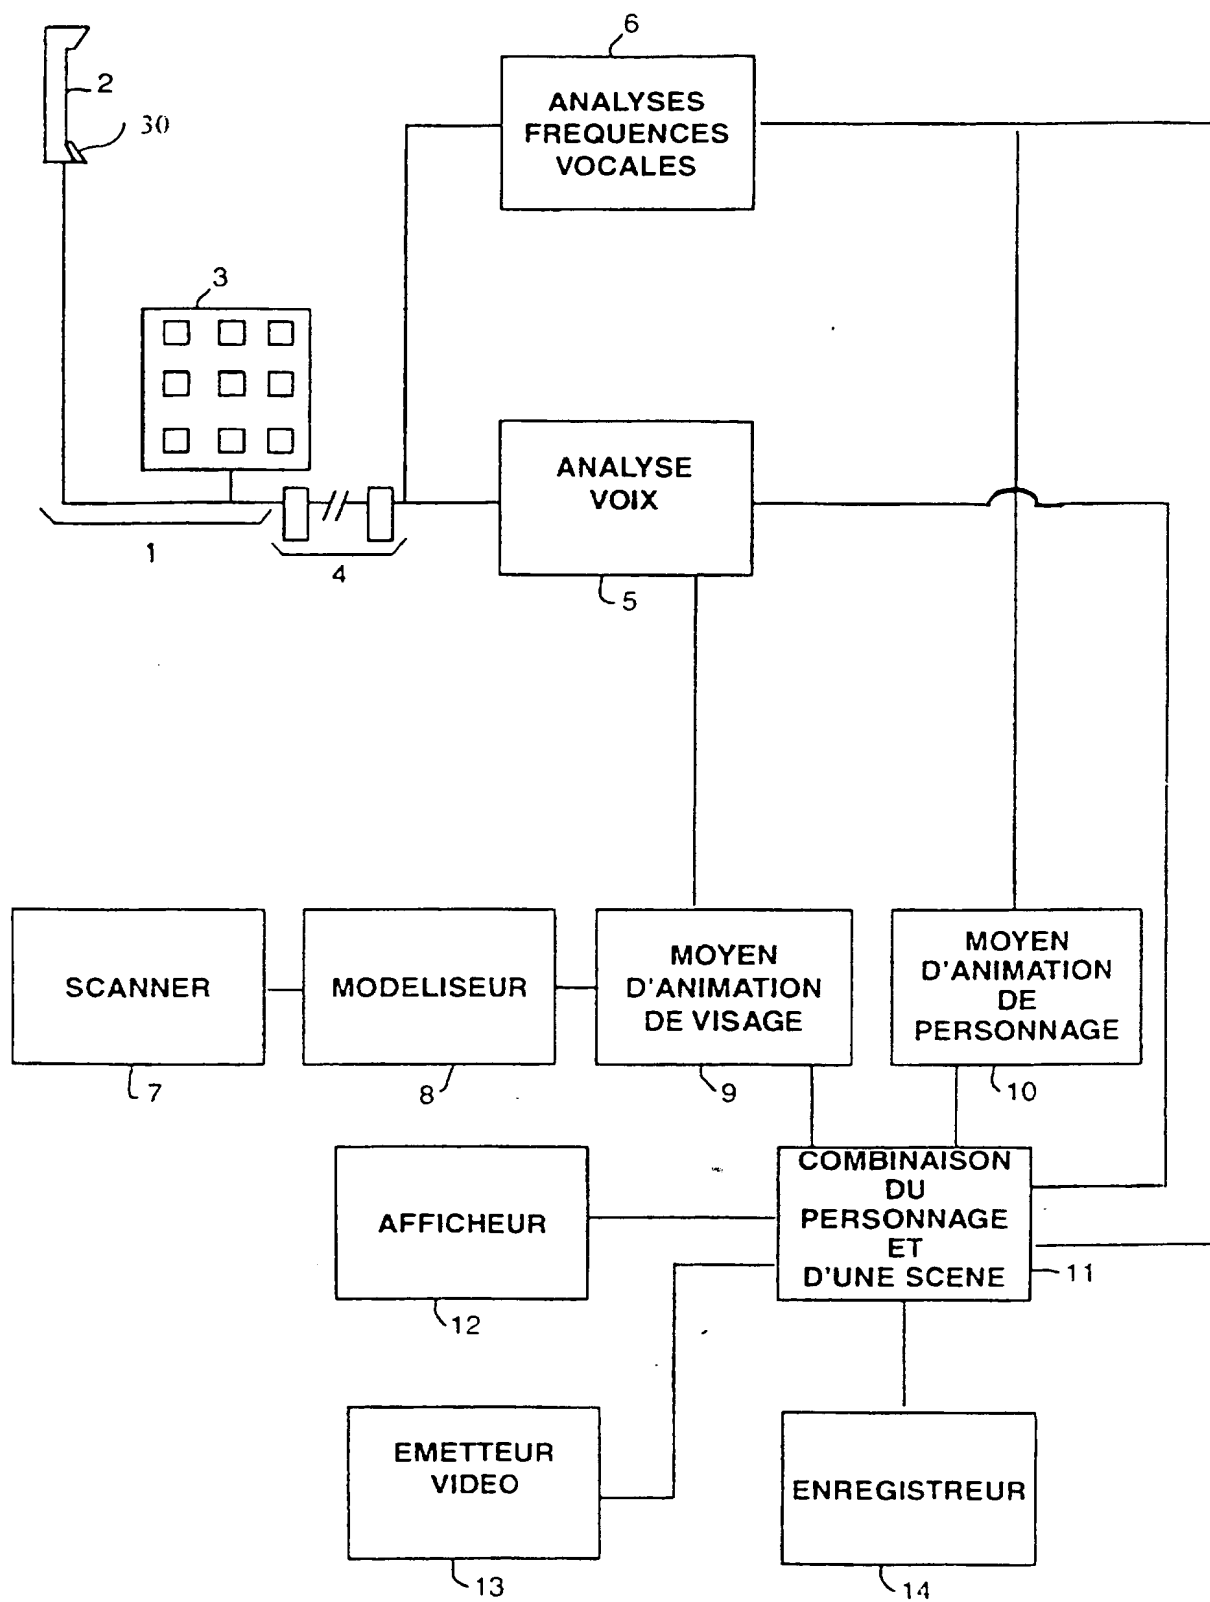 6
ANALYSES
FREQUENCES
VOCALES
2
30
3
ANALYSE
VOIX
1
4
5
SCANNER
MODELISEUR
MOYEN
D'ANIMATION
DE VISAGE
MOYEN
D'ANIMATION
DE
PERSONNAGE
7
8
9
10
AFFICHEUR
COMBINAISON
DU
PERSONNAGE
ET
D'UNE SCENE
11
12
EMETTEUR
VIDEO
ENREGISTREUR
13
14